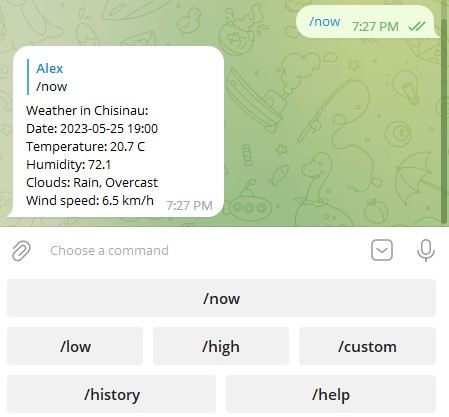 /now
7:27 PM
Alex
/now
Weather in Chisinau:
Date: 2023-05-25 19:00
Temperature: 20.7 C
Humidity: 72.1
Clouds: Rain, Overcast
Wind speed: 6.5 km/h
7:27 PM
Choose a command
/now
/low
/high
/custom
/history
/help